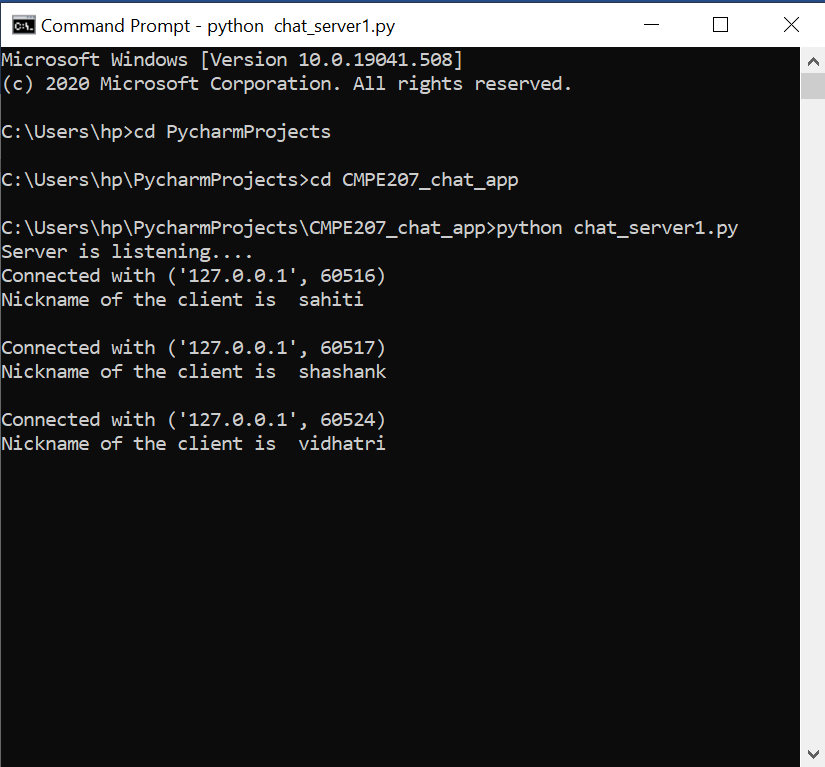 Command Prompt - python  chat_server1.py
Microsoft Windows [Version 10.0.19041.508]
(c) 2020 Microsoft Corporation. All rights reserved.
C:\Users\hp>cd PycharmProjects
C:\Users\hp\PycharmProjects>cd CMPE207_chat_app
C:\Users\hp\PycharmProjects\CMPE207_chat_app>python chat_server1.py
Server is listening....
Connected with ('127.0.0.1', 60516)
Nickname of the client is  sahiti
Connected with ('127.0.0.1', 60517)
Nickname of the client is  shashank
Connected with ('127.0.0.1', 60524)
Nickname of the client is  vidhatri